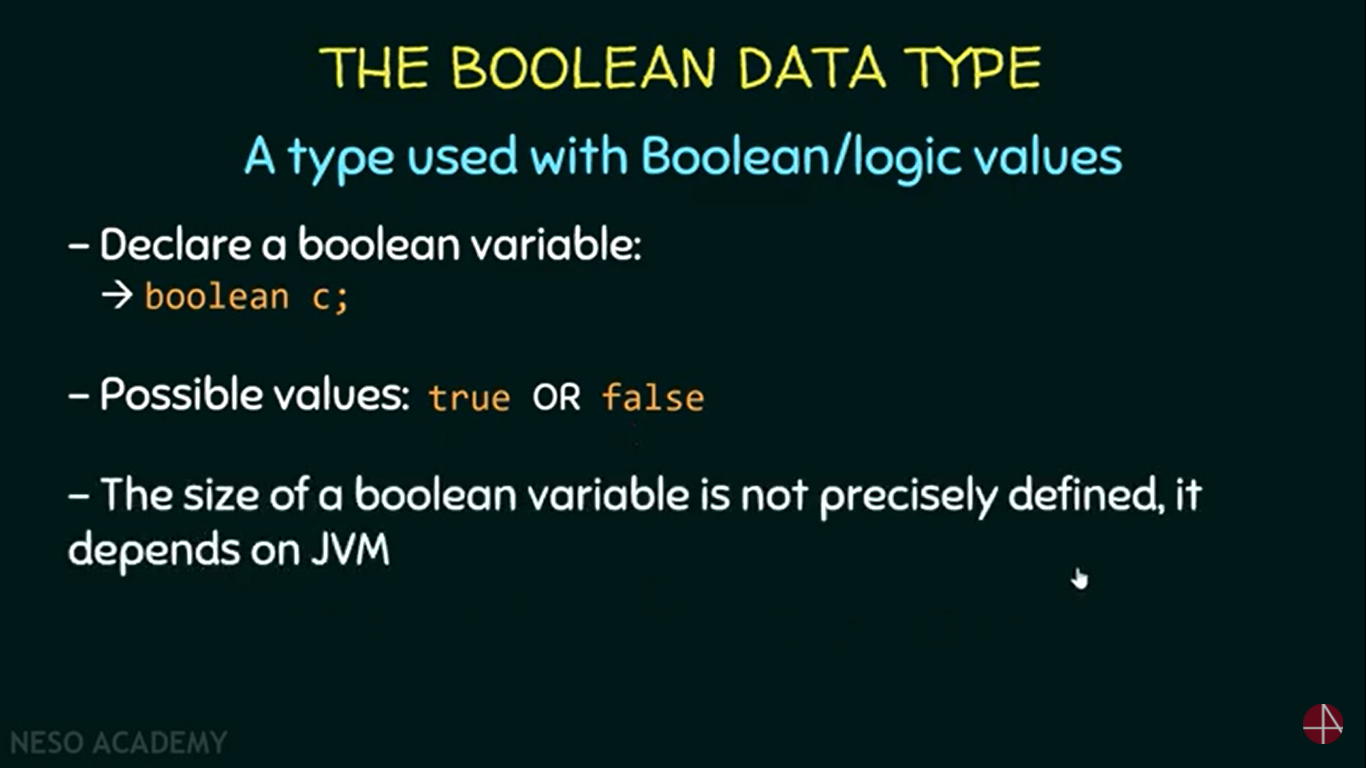 THE BOOLEAN DATA TYPE
A type used with Boolean/logic values
– Declare a boolean variable:
→ boolean c;
– Possible values: true OR false
– The size of a boolean variable is not precisely defined, it
depends on JVM
NESO ACADEMY